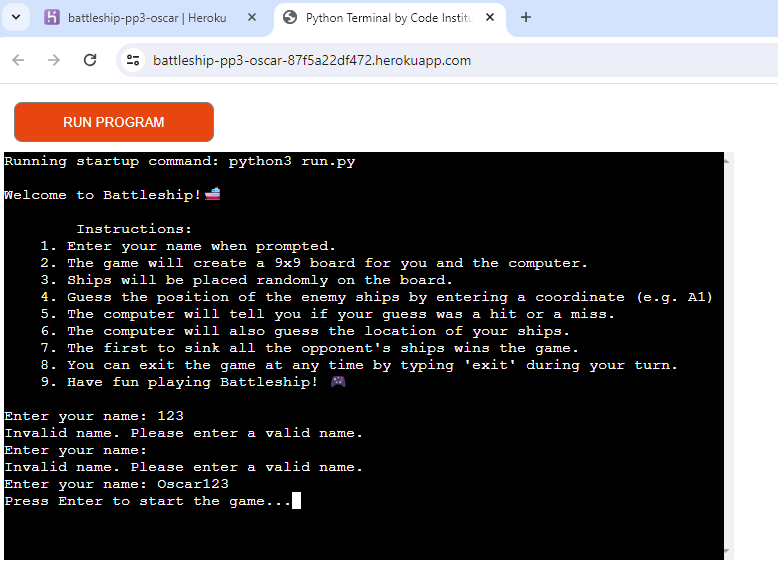 battleship-pp3-oscar | Heroku
Python Terminal by Code Institu
battleship-pp3-oscar-87f5a22df472.herokuapp.com
RUN PROGRAM
Running startup command: python3 run.py
Welcome to Battleship!🚢
Instructions:
1. Enter your name when prompted.
2. The game will create a 9x9 board for you and the computer.
3. Ships will be placed randomly on the board.
4. Guess the position of the enemy ships by entering a coordinate (e.g. A1)
5. The computer will tell you if your guess was a hit or a miss.
6. The computer will also guess the location of your ships.
7. The first to sink all the opponent's ships wins the game.
8. You can exit the game at any time by typing 'exit' during your turn.
9. Have fun playing Battleship! 🎮
Enter your name: 123
Invalid name. Please enter a valid name.
Enter your name:
Invalid name. Please enter a valid name.
Enter your name: Oscar123
Press Enter to start the game...